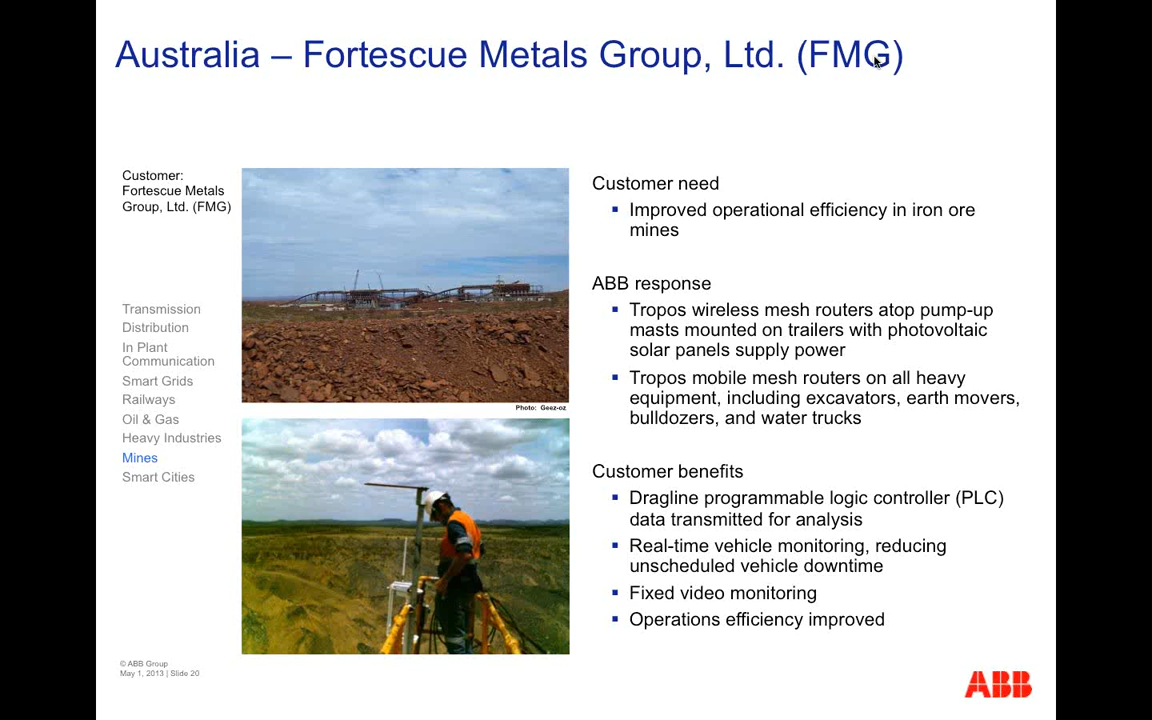 Australia – Fortescue Metals Group, Ltd. (FMG)
Customer:
Fortescue Metals
Group, Ltd. (FMG)
Transmission
Distribution
In Plant
Communication
Smart Grids
Railways
Oil & Gas
Heavy Industries
Mines
Smart Cities
Photo: Geez-oz
Customer need
▪ Improved operational efficiency in iron ore
mines
ABB response
▪ Tropos wireless mesh routers atop pump-up
masts mounted on trailers with photovoltaic
solar panels supply power
▪ Tropos mobile mesh routers on all heavy
equipment, including excavators, earth movers,
bulldozers, and water trucks
Customer benefits
▪ Dragline programmable logic controller (PLC)
data transmitted for analysis
▪ Real-time vehicle monitoring, reducing
unscheduled vehicle downtime
▪ Fixed video monitoring
▪ Operations efficiency improved
© ABB Group
May 1, 2013 | Slide 20
ABB